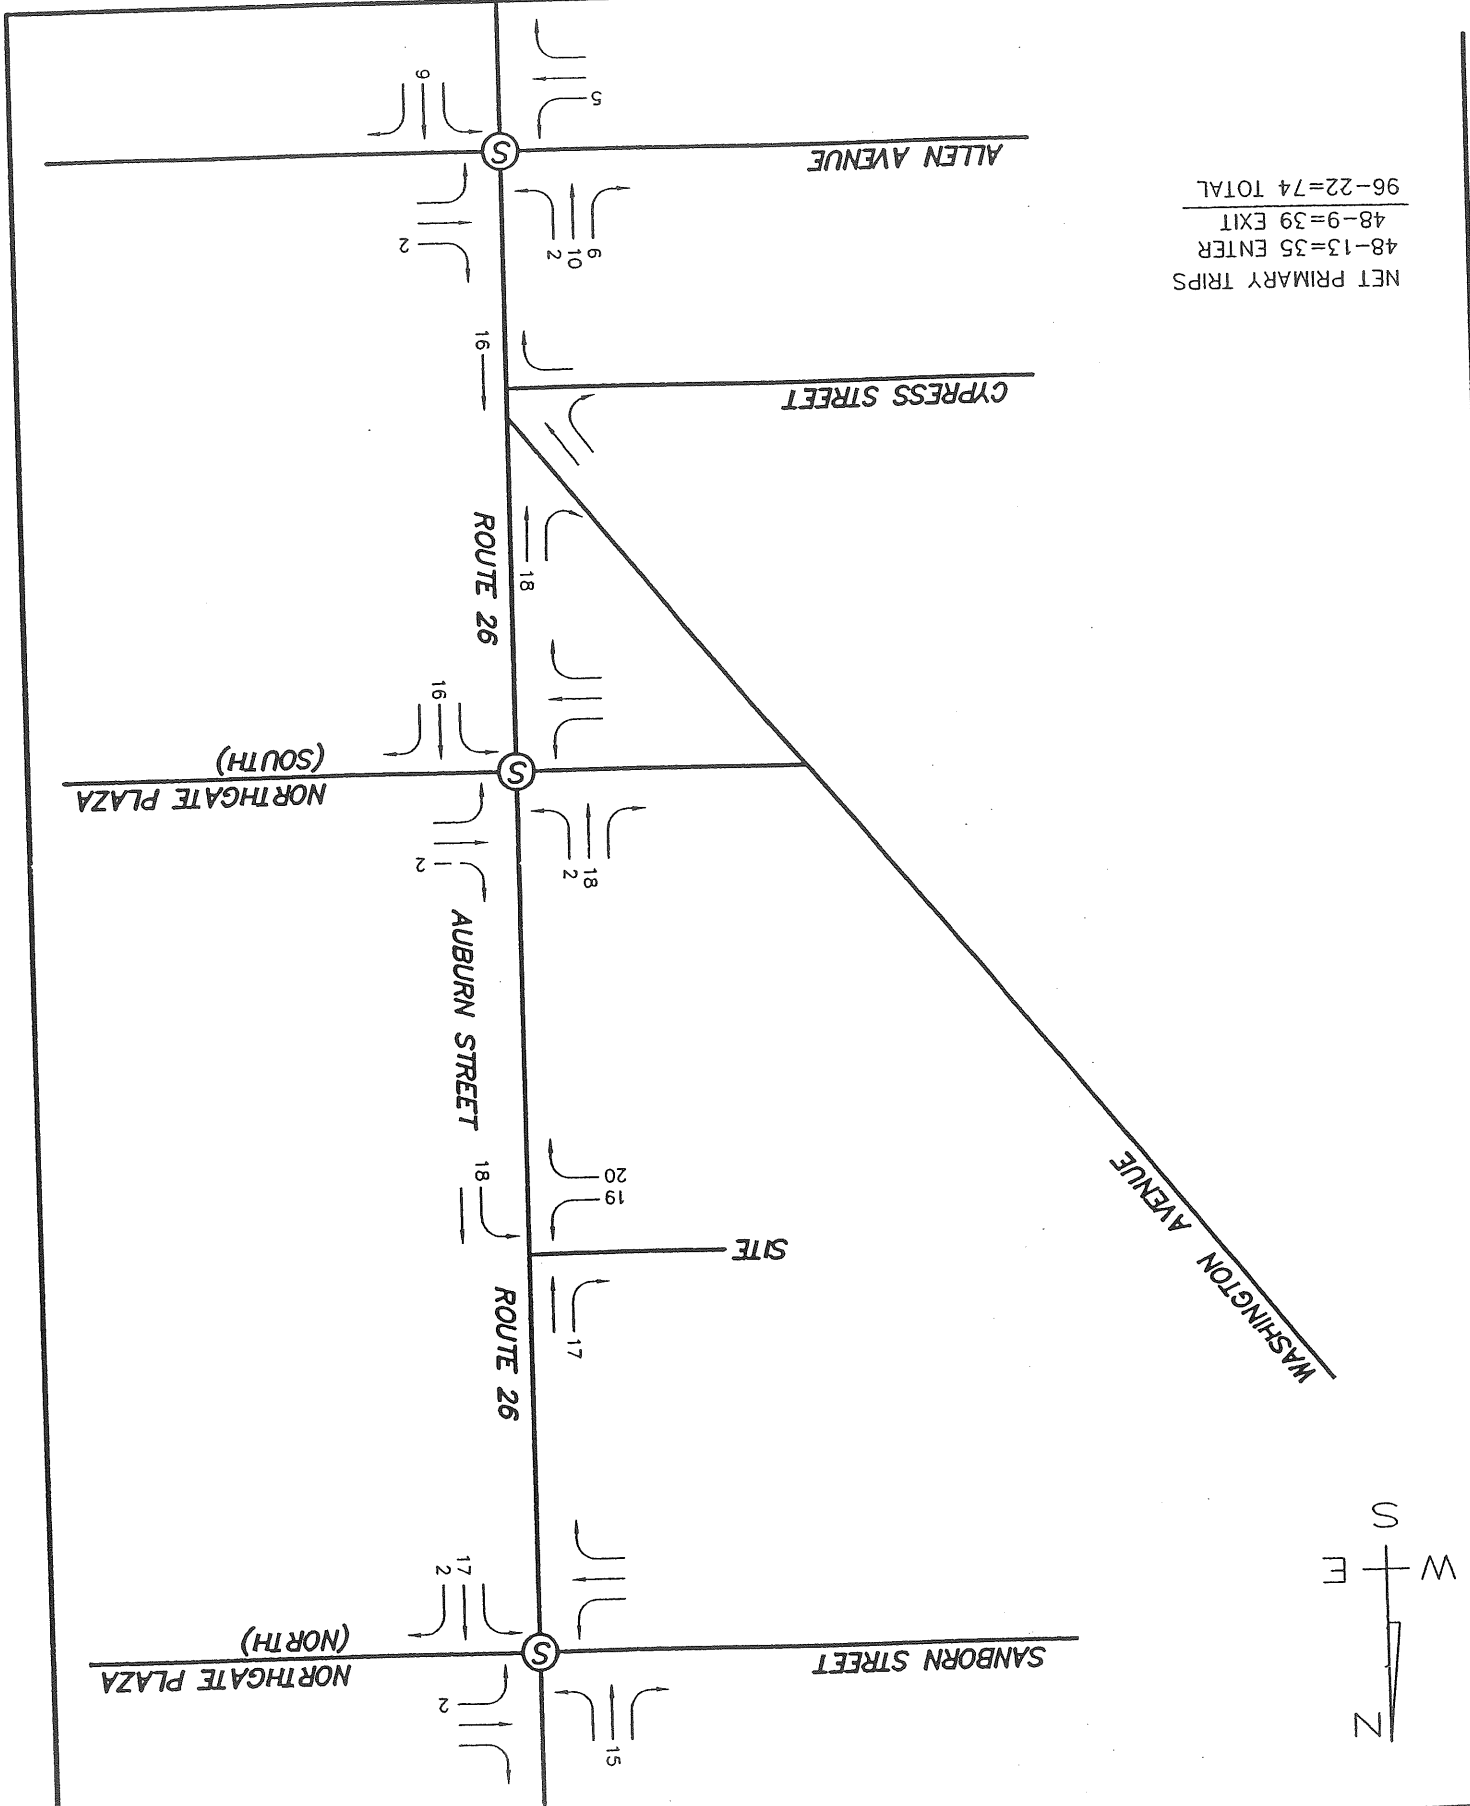 N
15
2
NORTHGATE PLAZA
(NORTH)
SANBORN STREET
S
W E
S
17
2
ROUTE 26
17
WASHINGTON AVENUE
SITE
19
20
18
AUBURN STREET
18
2
2
NORTHGATE PLAZA
(SOUTH)
S
16
ROUTE 26
18
CYPRESS STREET
16
NET PRIMARY TRIPS
48-13=35 ENTER
48-9=39 EXIT
96-22=74 TOTAL
6
10
2
2
ALLEN AVENUE
S
5
9